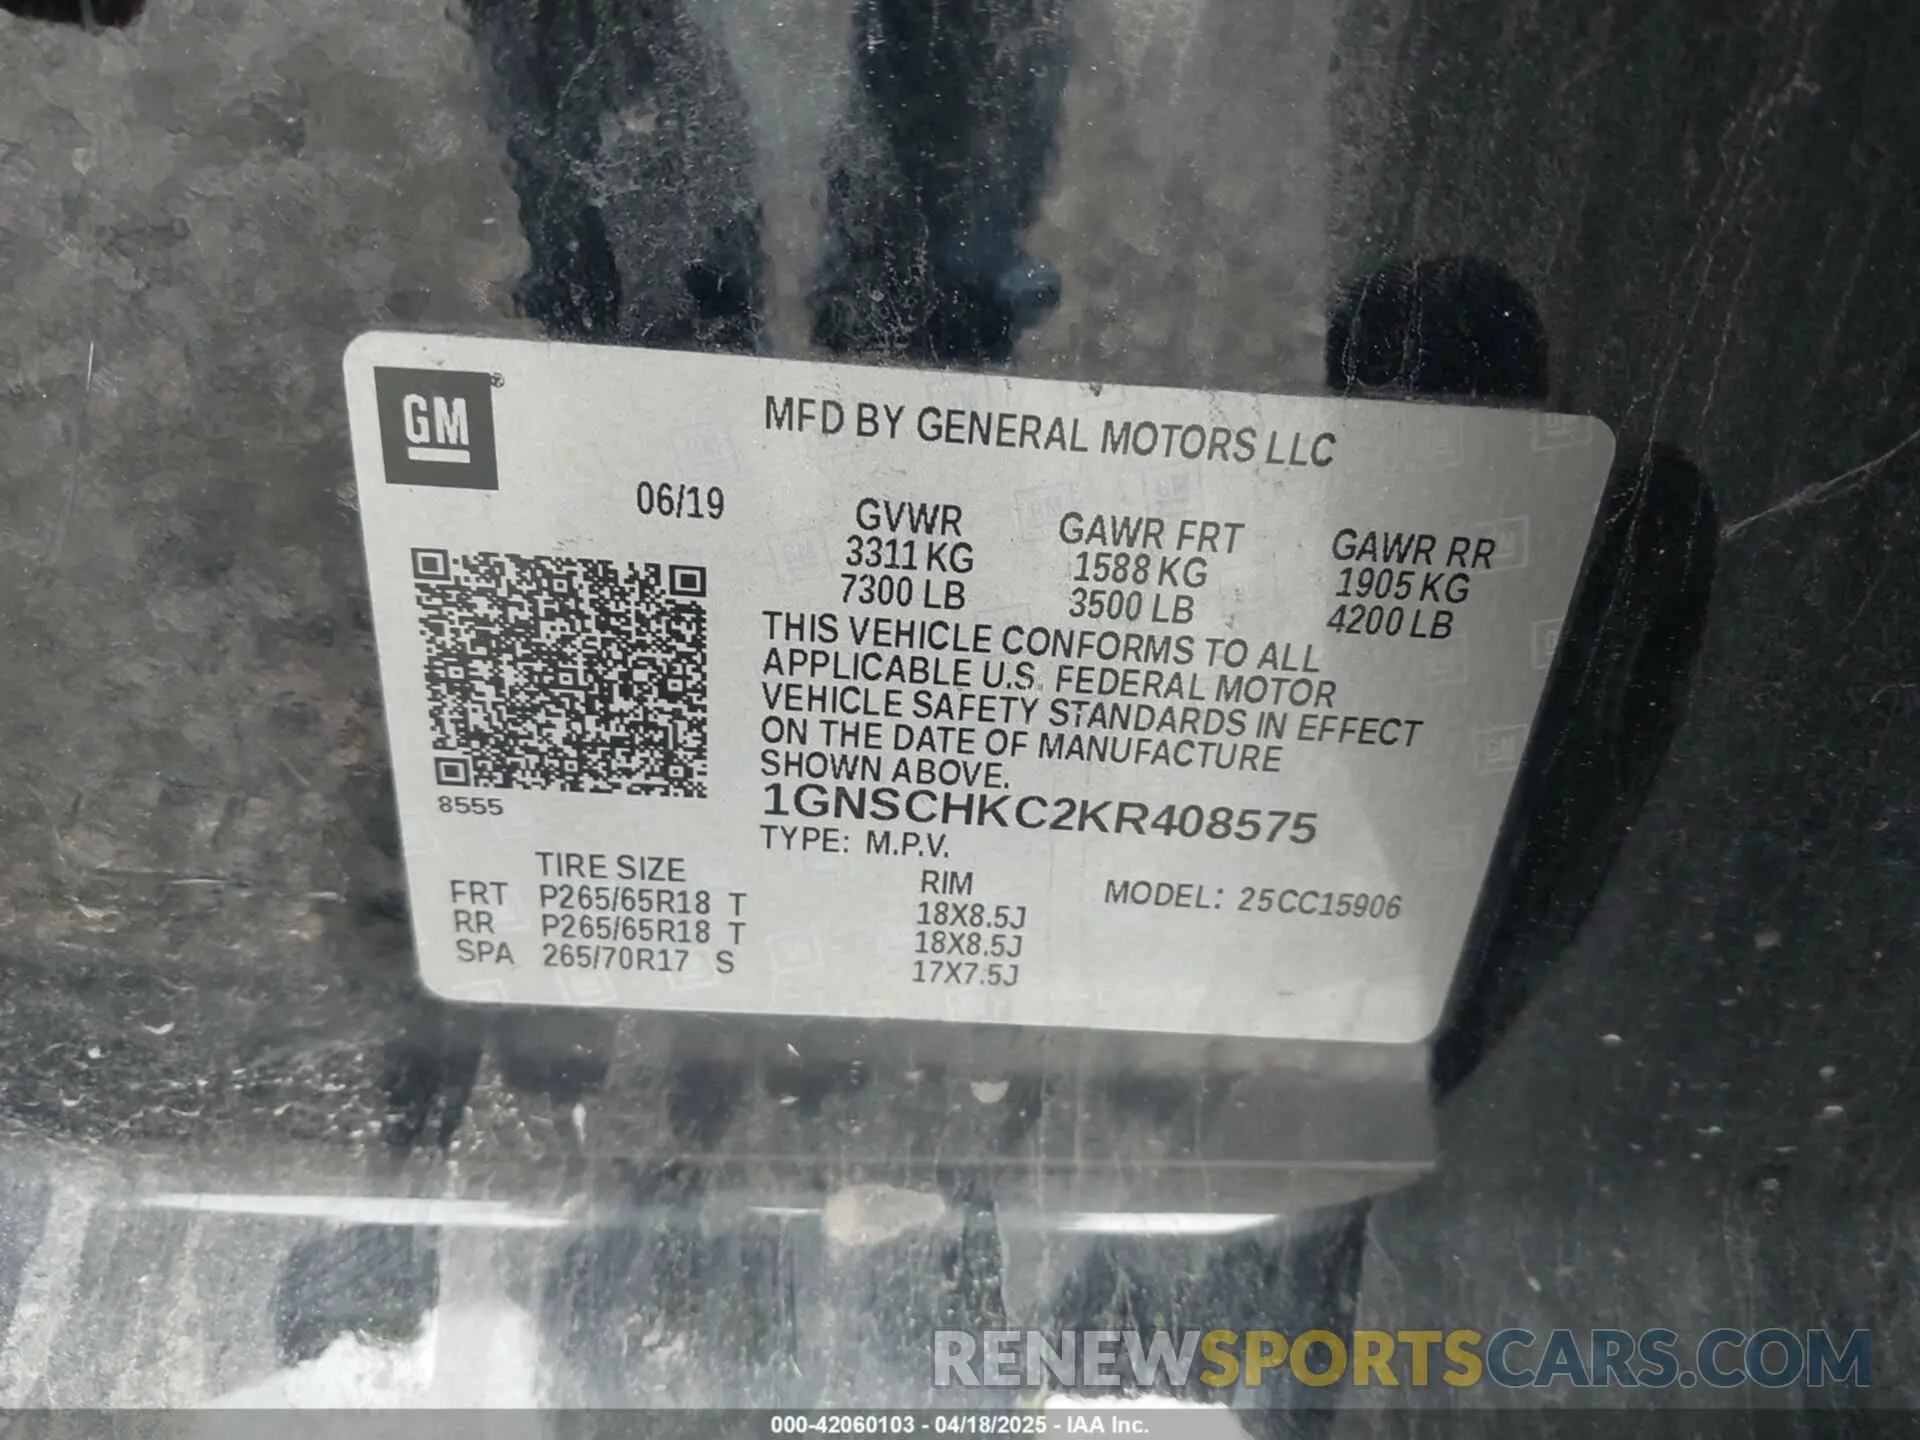 GM®
MFD BY GENERAL MOTORS LLC
06/19
GVWR GAWR FRT GAWR RR
3311 KG 1588 KG 1905 KG
7300 LB 3500 LB 4200 LB
THIS VEHICLE CONFORMS TO ALL
APPLICABLE U.S. FEDERAL MOTOR
VEHICLE SAFETY STANDARDS IN EFFECT
ON THE DATE OF MANUFACTURE
SHOWN ABOVE.
8555
1GNSCHKC2KR408575
TYPE: M.P.V.
TIRE SIZE RIM MODEL: 25CC15906
FRT P265/65R18 T 18X8.5J
RR P265/65R18 T 18X8.5J
SPA 265/70R17 S 17X7.5J
RENEWSPORTSCARS.COM
000-42060103 - 04/18/2025 - IAA Inc.